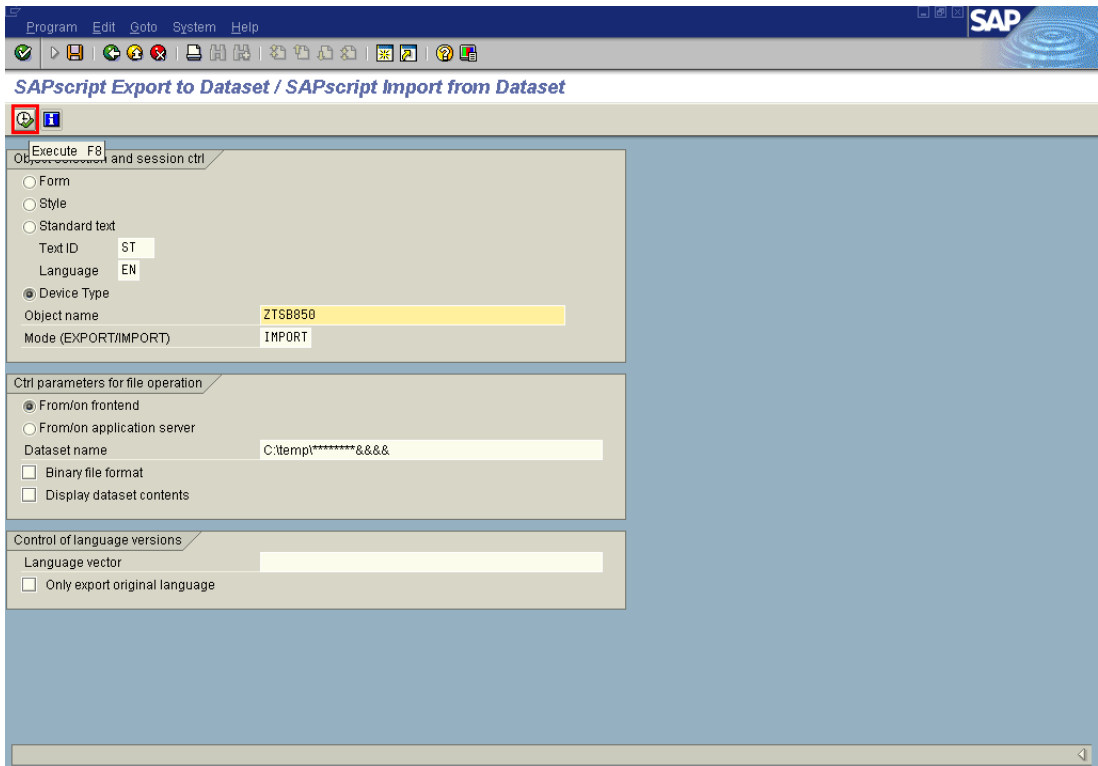 Program Edit Goto System Help
SAP
SAPscript Export to Dataset / SAPscript Import from Dataset
Execute F8
and session ctrl
Form
Style
Standard text
Text ID ST
Language EN
Device Type
Object name ZTSB850
Mode (EXPORT/IMPORT) IMPORT
Ctrl parameters for file operation
From/on frontend
From/on application server
Dataset name C:\temp\********&&&&
Binary file format
Display dataset contents
Control of language versions
Language vector
Only export original language